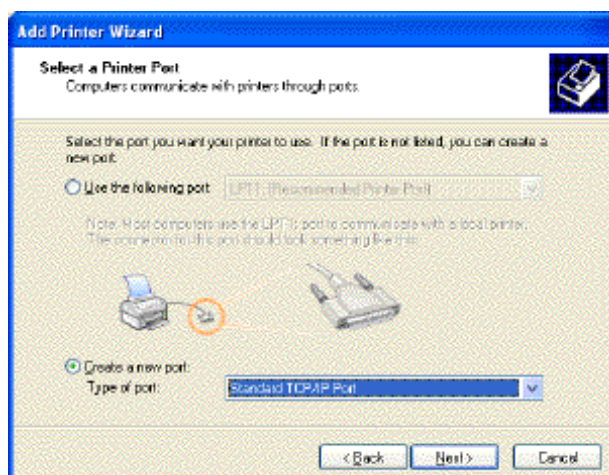 Add Printer Wizard
Select a Printer Port
Computers communicate with printers through ports.
Select the port you want your printer to use. If the port is not listed, you can create a
new port.
Use the following port: LPT1: (Recommended Printer Port)
Note: Most computers use the LPT1: port to communicate with a local printer.
The connector for this port should look something like this:
Create a new port:
Type of port: Standard TCP/IP Port
< Back Next > Cancel